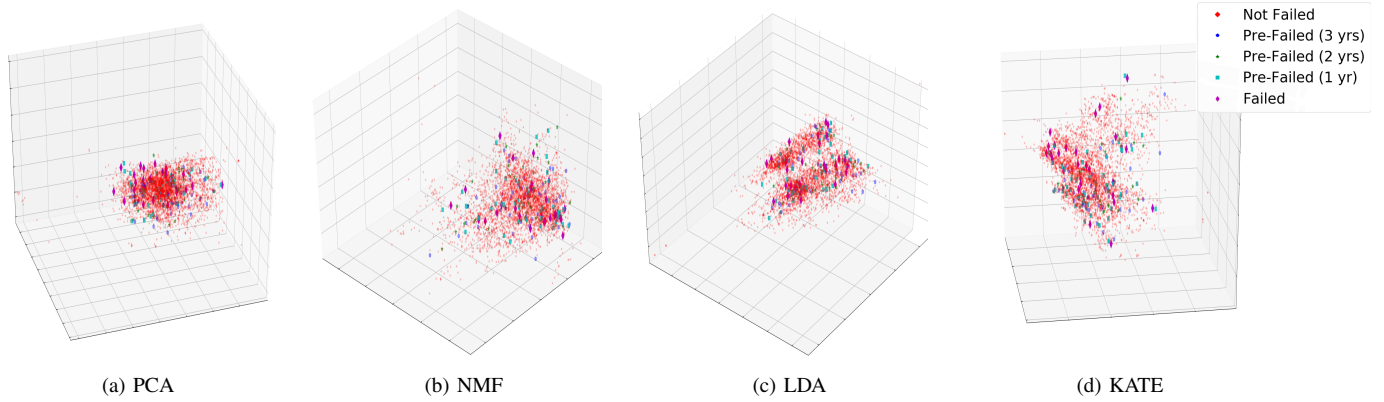 Not Failed
Pre-Failed (3 yrs)
Pre-Failed (2 yrs)
Pre-Failed (1 yr)
Failed
(a) PCA
(b) NMF
(c) LDA
(d) KATE